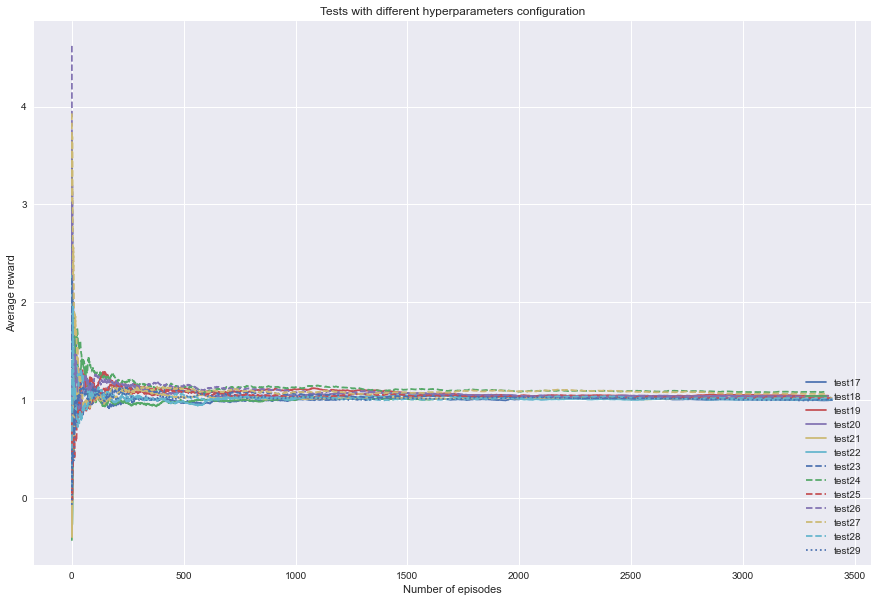 Tests with different hyperparameters configuration
Average reward
4
3
2
1
0
0
500
1000
1500
2000
2500
3000
3500
Number of episodes
test17
test18
test19
test20
test21
test22
test23
test24
test25
test26
test27
test28
test29